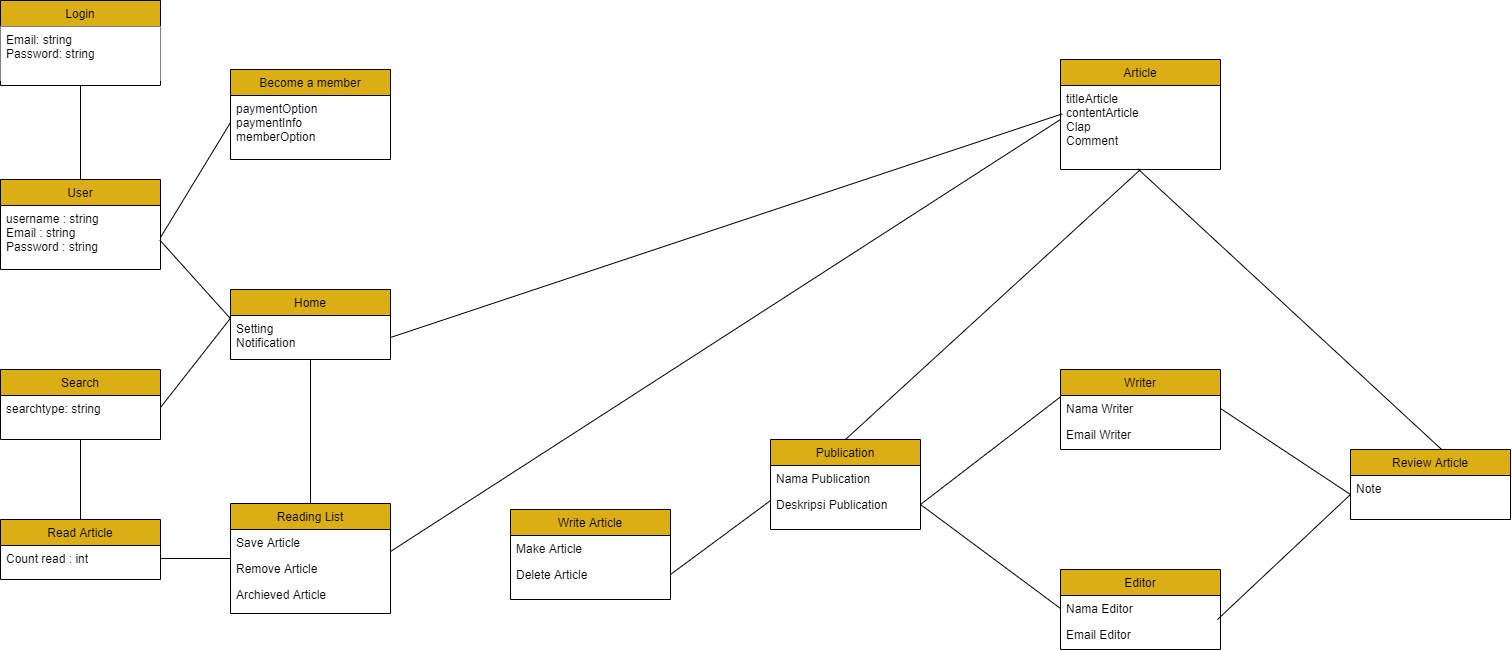 Login
Email: string
Password: string
Become a member
paymentOption
paymentInfo
memberOption
Article
titleArticle
contentArticle
Clap
Comment
User
username : string
Email : string
Password : string
Home
Setting
Notification
Search
searchtype: string
Writer
Nama Writer
Email Writer
Publication
Nama Publication
Deskripsi Publication
Review Article
Note
Read Article
Count read : int
Reading List
Save Article
Remove Article
Archieved Article
Write Article
Make Article
Delete Article
Editor
Nama Editor
Email Editor